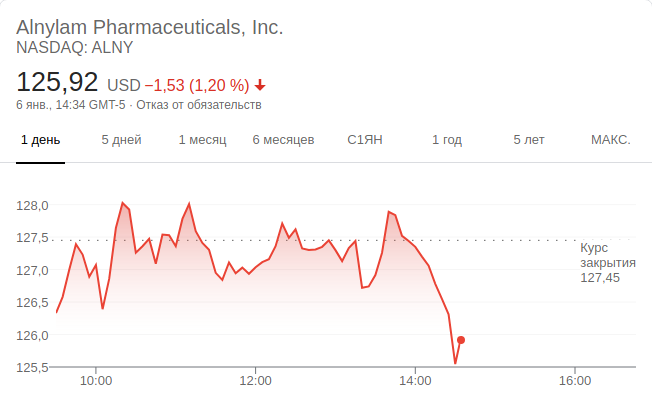 Alnylam Pharmaceuticals, Inc.
NASDAQ: ALNY
125,92 USD −1,53 (1,20 %)
6 янв., 14:34 GMT-5 · Отказ от обязательств
1 день 5 дней 1 месяц 6 месяцев С1ЯН 1 год 5 лет МАКС.
128,0
127,5
Курс
закрытия
127,45
127,0
126,5
126,0
125,5
10:00 12:00 14:00 16:00